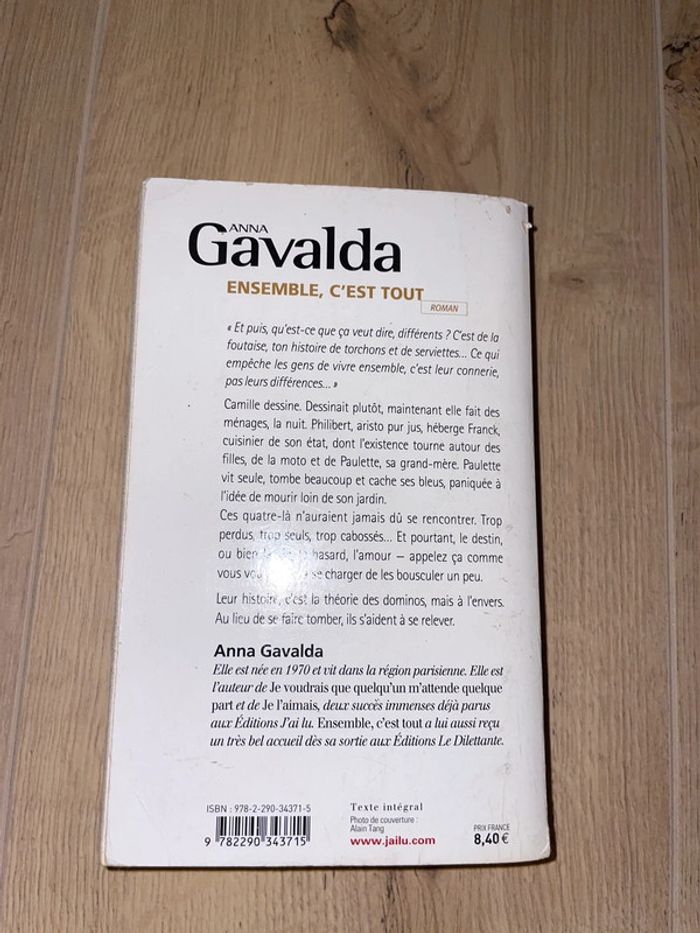 ANNA
Gavalda
ENSEMBLE, C'EST TOUT
ROMAN
« Et puis, qu'est-ce que ça veut dire, différents ? C'est de la
foutaise, ton histoire de torchons et de serviettes... Ce qui
empêche les gens de vivre ensemble, c'est leur connerie,
pas leurs différences... »
Camille dessine. Dessinait plutôt, maintenant elle fait des
ménages, la nuit. Philibert, aristo pur jus, héberge Franck,
cuisinier de son état, dont l'existence tourne autour des
filles, de la moto et de Paulette, sa grand-mère. Paulette
vit seule, tombe beaucoup et cache ses bleus, paniquée à
l'idée de mourir loin de son jardin.
Ces quatre-là n'auraient jamais dû se rencontrer. Trop
perdus, trop seuls, trop cabossés... Et pourtant, le destin,
ou bien hasard, l'amour – appelez ça comme
vous se charger de les bousculer un peu.
Leur histoire, c'est la théorie des dominos, mais à l'envers.
Au lieu de se faire tomber, ils s'aident à se relever.
Anna Gavalda
Elle est née en 1970 et vit dans la région parisienne. Elle est
l'auteur de Je voudrais que quelqu'un m'attende quelque
part et de Je l'aimais, deux succès immenses déjà parus
aux Éditions J'ai lu. Ensemble, c'est tout a lui aussi reçu
un très bel accueil dès sa sortie aux Éditions Le Dilettante.
ISBN : 978-2-290-34371-5
9 782290 343715
Texte intégral
Photo de couverture :
Alain Tang
www.jailu.com
PRIX FRANCE
8,40 €